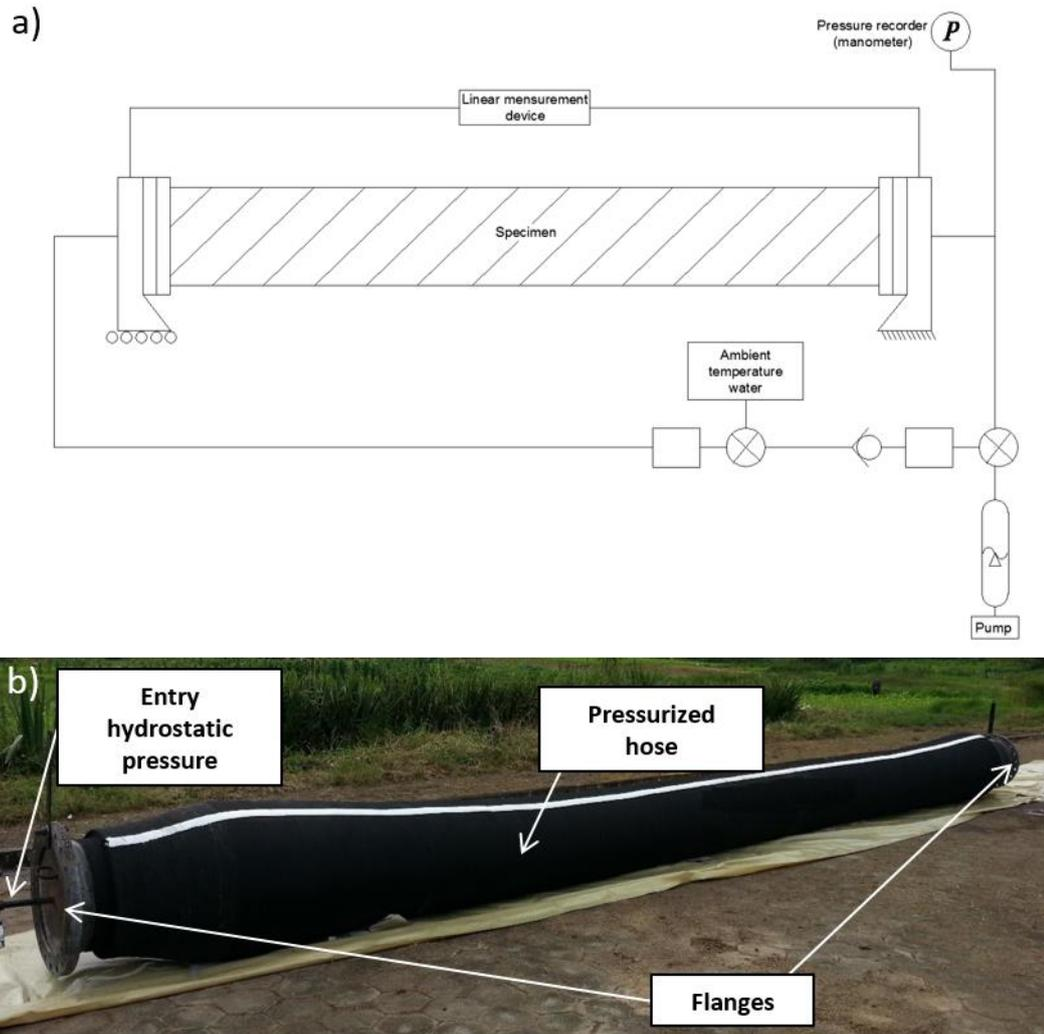 a)
Pressure recorder
(manometer)
P
Linear mensurement
device
Specimen
Ambient
temperature
water
Pump
b)
Entry
hydrostatic
pressure
Pressurized
hose
Flanges